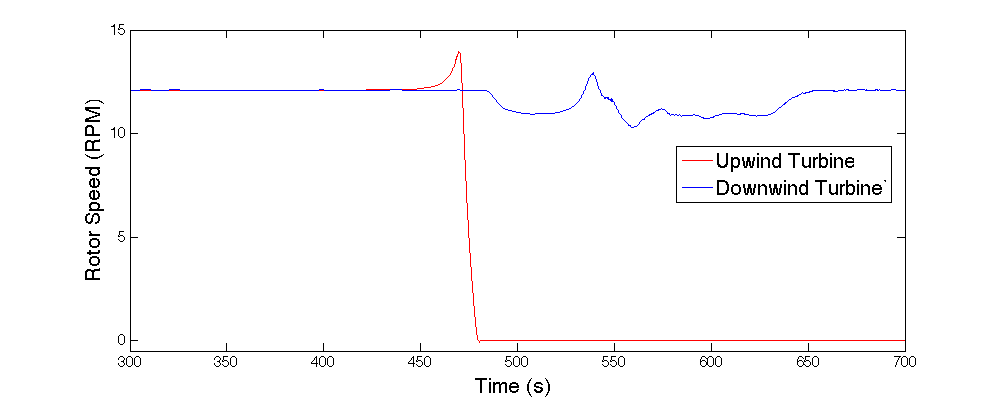 15
10
5
0
Rotor Speed (RPM)
Upwind Turbine
Downwind Turbine`
300 350 400 450 500 550 600 650 700
Time (s)